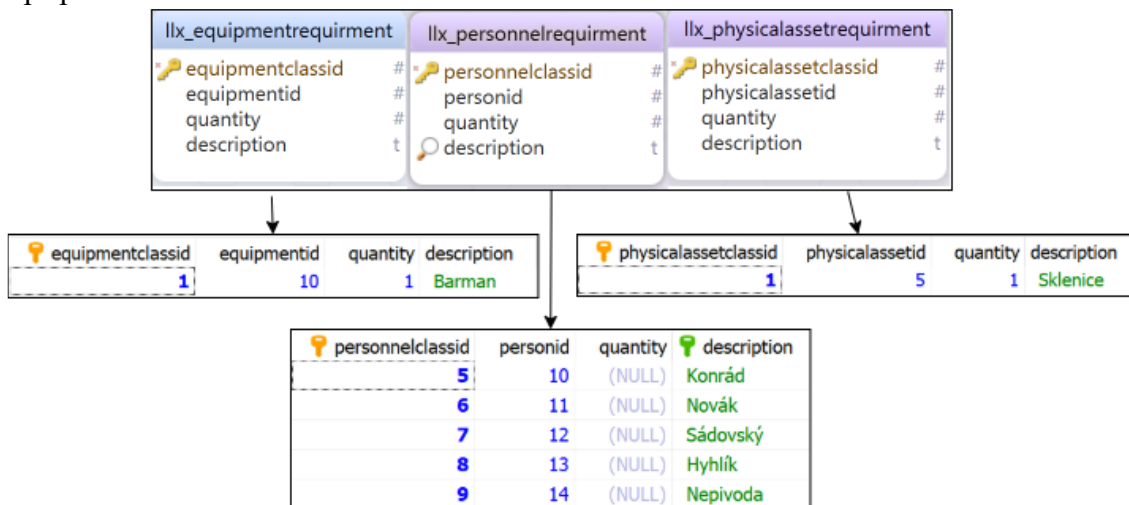 llx_equipmentrequirment
equipmentclassid #
equipmentid #
quantity #
description t
llx_personnelrequirment
personnelclassid #
personid #
quantity #
description t
llx_physicalassetrequirment
physicalassetclassid #
physicalassetid #
quantity #
description t
equipmentclassid equipmentid quantity description
1 10 1 Barman
physicalassetclassid physicalassetid quantity description
1 5 1 Sklenice
personnelclassid personid quantity description
5 10 (NULL) Konrád
6 11 (NULL) Novák
7 12 (NULL) Sádovský
8 13 (NULL) Hyhlík
9 14 (NULL) Nepivoda